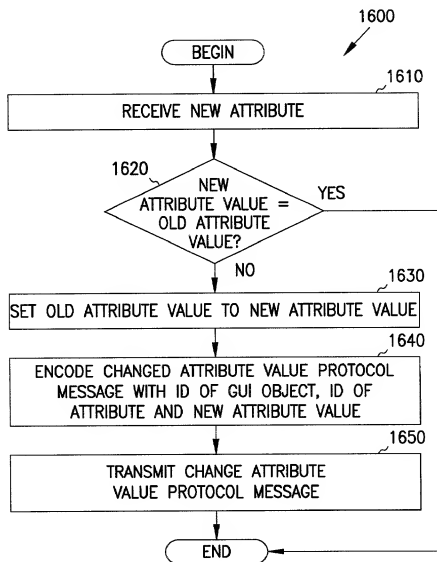 1600
BEGIN
1610
RECEIVE NEW ATTRIBUTE
1620
NEW
ATTRIBUTE VALUE =
OLD ATTRIBUTE
VALUE?
YES
NO
1630
SET OLD ATTRIBUTE VALUE TO NEW ATTRIBUTE VALUE
1640
ENCODE CHANGED ATTRIBUTE VALUE PROTOCOL
MESSAGE WITH ID OF GUI OBJECT, ID OF
ATTRIBUTE AND NEW ATTRIBUTE VALUE
1650
TRANSMIT CHANGE ATTRIBUTE
VALUE PROTOCOL MESSAGE
END